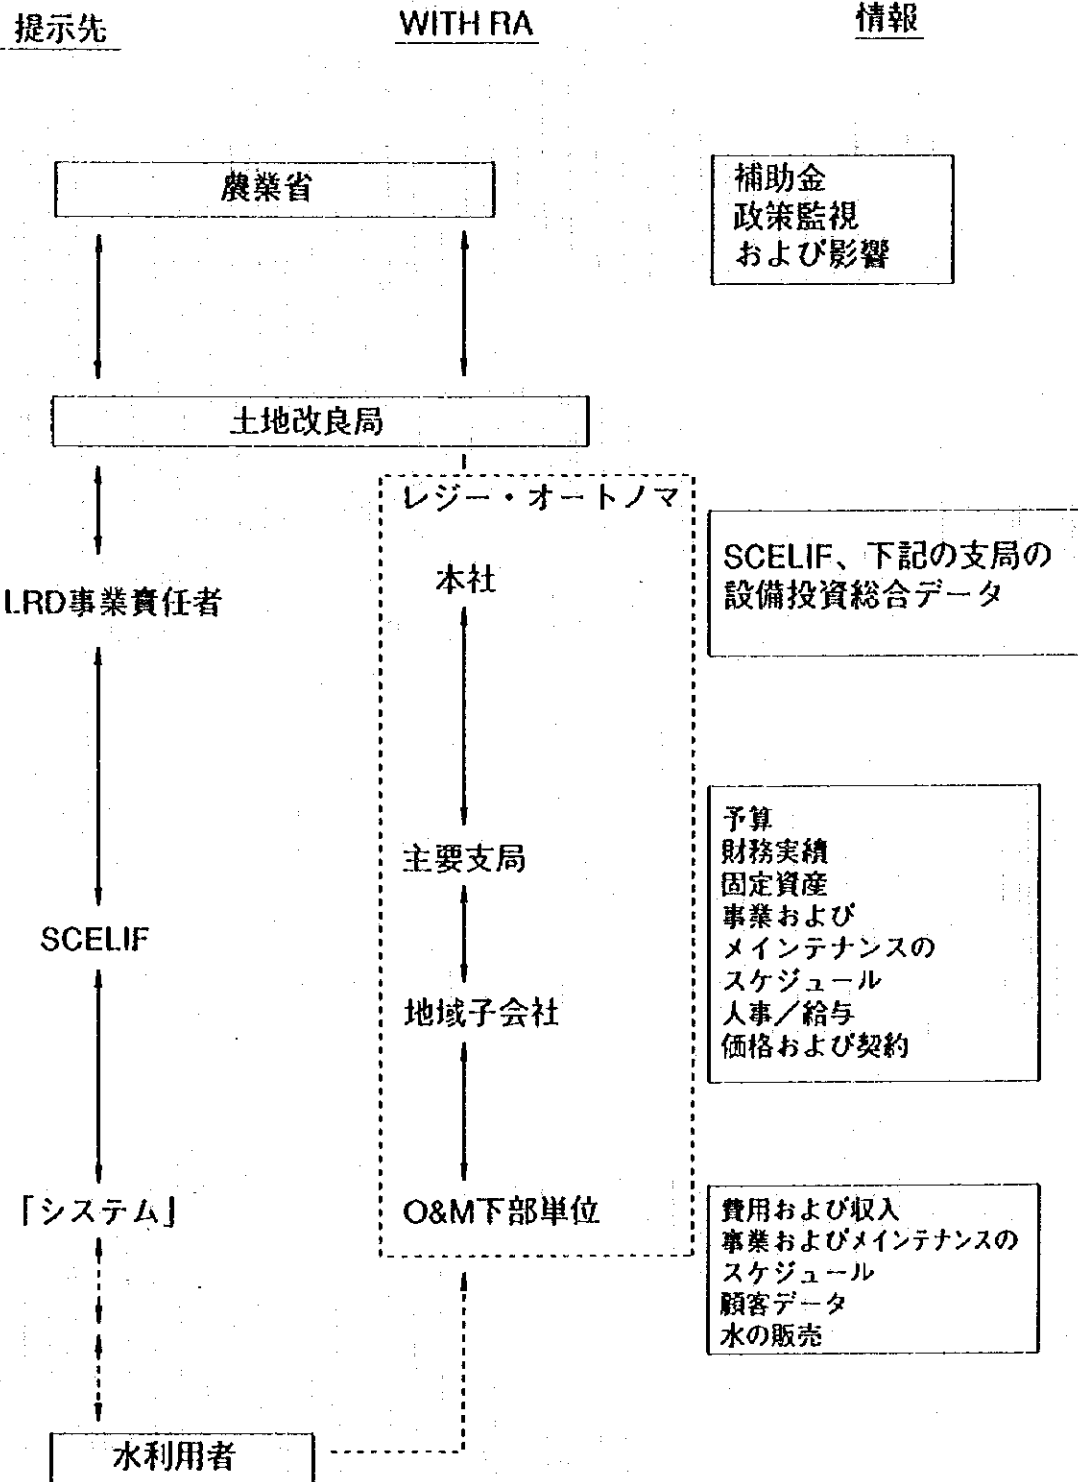 提示先
WITH RA
情報
農業省
補助金
政策監視
および影響
土地改良局
レジー・オートノマ
本社
SCELIF、下記の支局の
設備投資総合データ
LRD事業責任者
予算
財務実績
固定資産
事業および
メインテナンスの
スケジュール
人事／給与
価格および契約
主要支局
SCELIF
地域子会社
「システム」
O&M下部単位
費用および収入
事業およびメインテナンスの
スケジュール
顧客データ
水の販売
水利用者